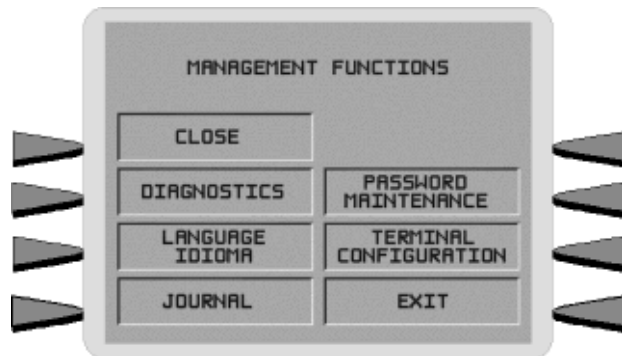 MANAGEMENT FUNCTIONS
CLOSE
DIAGNOSTICS
PASSWORD
MAINTENANCE
LANGUAGE
IDIOMA
TERMINAL
CONFIGURATION
JOURNAL
EXIT